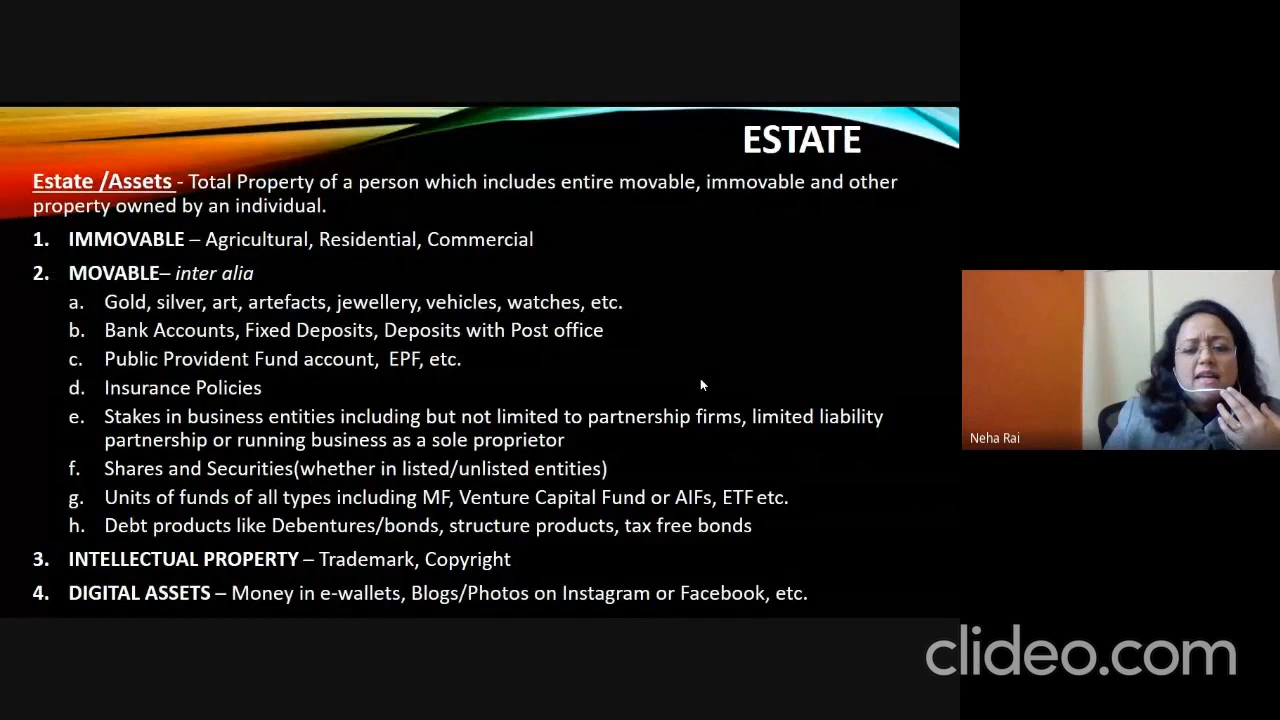 ESTATE
Estate /Assets - Total Property of a person which includes entire movable, immovable and other
property owned by an individual.
1. IMMOVABLE – Agricultural, Residential, Commercial
2. MOVABLE– inter alia
a. Gold, silver, art, artefacts, jewellery, vehicles, watches, etc.
b. Bank Accounts, Fixed Deposits, Deposits with Post office
c. Public Provident Fund account, EPF, etc.
d. Insurance Policies
e. Stakes in business entities including but not limited to partnership firms, limited liability
partnership or running business as a sole proprietor
f. Shares and Securities(whether in listed/unlisted entities)
g. Units of funds of all types including MF, Venture Capital Fund or AIFs, ETF etc.
h. Debt products like Debentures/bonds, structure products, tax free bonds
3. INTELLECTUAL PROPERTY – Trademark, Copyright
4. DIGITAL ASSETS – Money in e-wallets, Blogs/Photos on Instagram or Facebook, etc.
Neha Rai
clideo.com